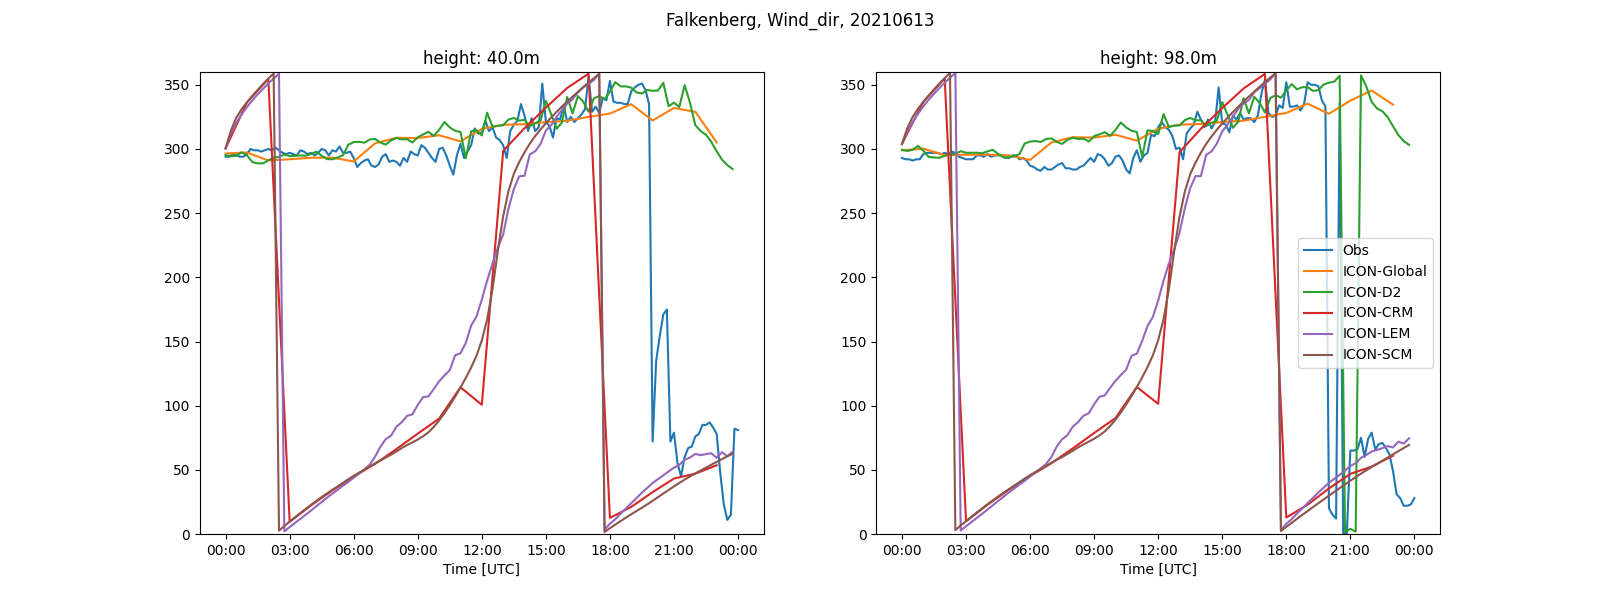 Falkenberg, Wind_dir, 20210613
height: 40.0m
350
300
250
200
150
100
50
0
00:00 03:00 06:00 09:00 12:00 15:00 18:00 21:00 00:00
Time [UTC]
height: 98.0m
350
300
250
200
150
100
50
0
Obs
ICON-Global
ICON-D2
ICON-CRM
ICON-LEM
ICON-SCM
00:00 03:00 06:00 09:00 12:00 15:00 18:00 21:00 00:00
Time [UTC]